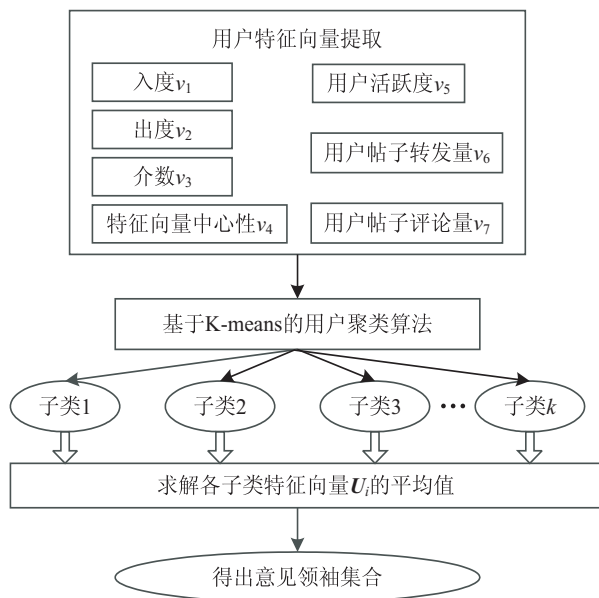 用户特征向量提取
入度v₁
用户活跃度v₅
出度v₂
用户帖子转发量v₆
介数v₃
特征向量中心性v₄
用户帖子评论量v₇
基于K-means的用户聚类算法
子类1
子类2
子类3
···
子类k
求解各子类特征向量Uᵢ的平均值
得出意见领袖集合